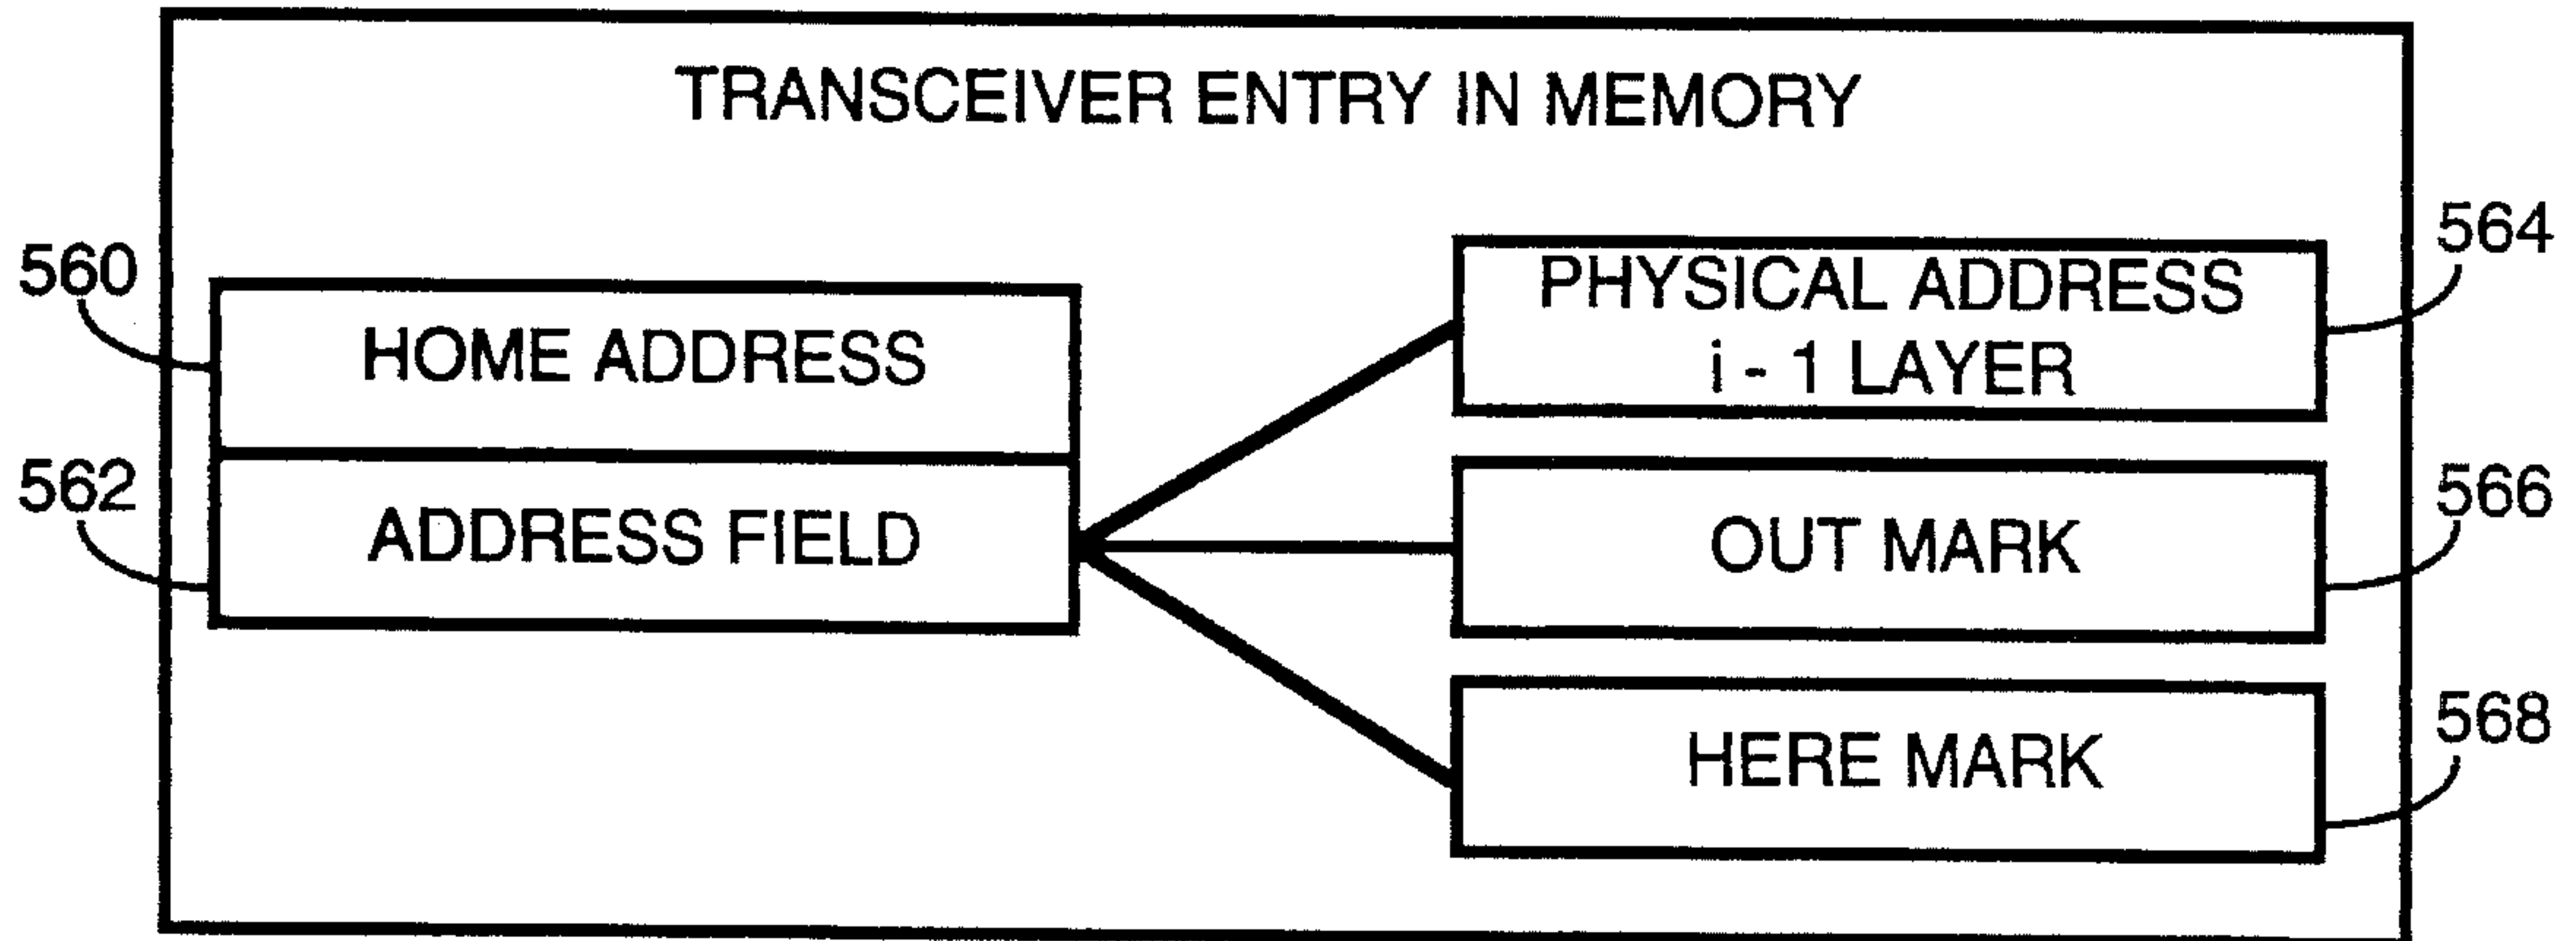 TRANSCEIVER ENTRY IN MEMORY
560
HOME ADDRESS
562
ADDRESS FIELD
PHYSICAL ADDRESS
i - 1 LAYER
564
OUT MARK
566
HERE MARK
568